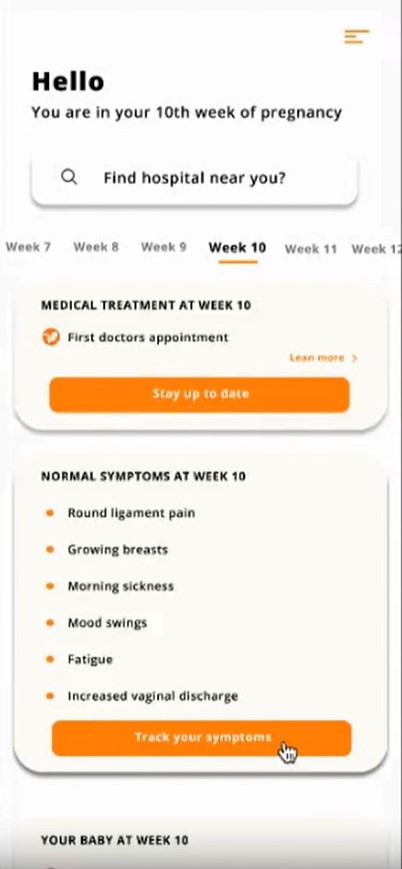 Hello
You are in your 10th week of pregnancy
Find hospital near you?
Week 7 Week 8 Week 9 Week 10 Week 11 Week 12
MEDICAL TREATMENT AT WEEK 10
First doctors appointment
Lean more >
Stay up to date
NORMAL SYMPTOMS AT WEEK 10
Round ligament pain
Growing breasts
Morning sickness
Mood swings
Fatigue
Increased vaginal discharge
Track your symptoms
YOUR BABY AT WEEK 10